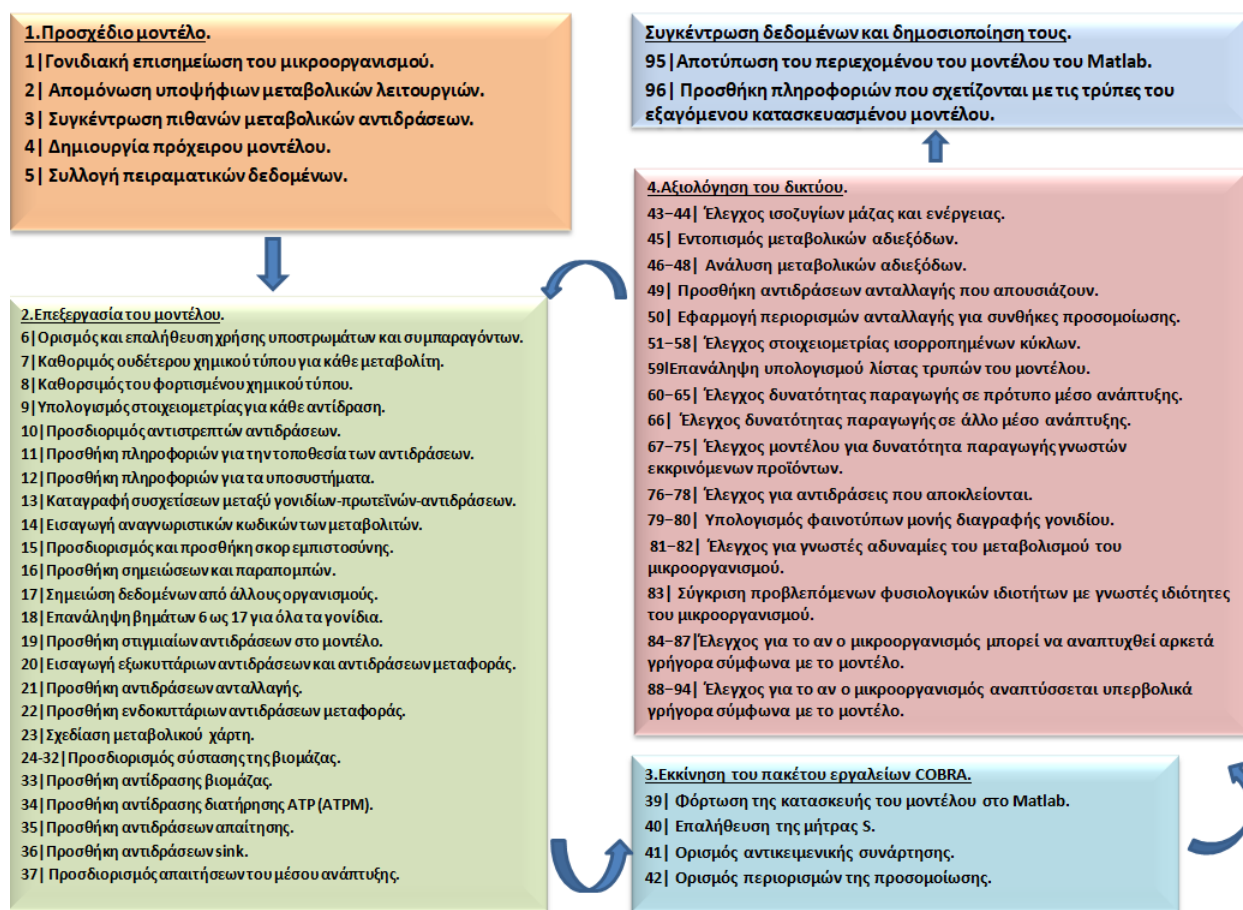 1.Προσχέδιο μοντέλο.
1|Γονιδιακή επισημείωση του μικροοργανισμού.
2| Απομόνωση υποψήφιων μεταβολικών λειτουργιών.
3| Συγκέντρωση πιθανών μεταβολικών αντιδράσεων.
4| Δημιουργία πρόχειρου μοντέλου.
5| Συλλογή πειραματικών δεδομένων.
2.Επεξεργασία του μοντέλου.
6|Ορισμός και επαλήθευση χρήσης υποστρωμάτων και συμπαραγόντων.
7|Καθοριμός ουδέτερου χημικού τύπου για κάθε μεταβολίτη.
8|Καθορσιμός του φορτισμένου χημικού τύπου.
9|Υπολογισμός στοιχειομετρίας για κάθε αντίδραση.
10|Προσδιοριμός αντιστρεπτών αντιδράσεων.
11|Προσθήκη πληροφοριών για την τοποθεσία των αντιδράσεων.
12|Προσθήκη πληροφοριών για τα υποσυστήματα.
13|Καταγραφή συσχετίσεων μεταξύ γονιδίων-πρωτεϊνών-αντιδράσεων.
14|Εισαγωγή αναγνωριστικών κωδικών των μεταβολιτών.
15|Προσδιορισμός και προσθήκη σκορ εμπιστοσύνης.
16|Προσθήκη σημειώσεων και παραπομπών.
17|Σημείωση δεδομένων από άλλους οργανισμούς.
18|Επανάληψη βημάτων 6 ως 17 για όλα τα γονίδια.
19|Προσθήκη στιγμιαίων αντιδράσεων στο μοντέλο.
20|Εισαγωγή εξωκυττάριων αντιδράσεων και αντιδράσεων μεταφοράς.
21|Προσθήκη αντιδράσεων ανταλλαγής.
22|Προσθήκη ενδοκυττάριων αντιδράσεων μεταφοράς.
23|Σχεδίαση μεταβολικού χάρτη.
24-32|Προσδιορισμός σύστασης της βιομάζας.
33|Προσθήκη αντίδρασης βιομάζας.
34|Προσθήκη αντίδρασης διατήρησης ATP (ATPM).
35|Προσθήκη αντιδράσεων απαίτησης.
36|Προσθήκη αντιδράσεων sink.
37| Προσδιορισμός απαιτήσεων του μέσου ανάπτυξης.
3.Εκκίνηση του πακέτου εργαλείων COBRA.
39| Φόρτωση της κατασκευής του μοντέλου στο Matlab.
40| Επαλήθευση της μήτρας S.
41| Ορισμός αντικειμενικής συνάρτησης.
42| Ορισμός περιορισμών της προσομοίωσης.
4.Αξιολόγηση του δικτύου.
43–44| Έλεγχος ισοζυγίων μάζας και ενέργειας.
45| Εντοπισμός μεταβολικών αδιεξόδων.
46–48| Ανάλυση μεταβολικών αδιεξόδων.
49| Προσθήκη αντιδράσεων ανταλλαγής που απουσιάζουν.
50| Εφαρμογή περιορισμών ανταλλαγής για συνθήκες προσομοίωσης.
51–58| Έλεγχος στοιχειομετρίας ισορροπημένων κύκλων.
59lΕπανάληψη υπολογισμού λίστας τρυπών του μοντέλου.
60–65| Έλεγχος δυνατότητας παραγωγής σε πρότυπο μέσο ανάπτυξης.
66| Έλεγχος δυνατότητας παραγωγής σε άλλο μέσο ανάπτυξης.
67–75| Έλεγχος μοντέλου για δυνατότητα παραγωγής γνωστών
εκκρινόμενων προϊόντων.
76–78| Έλεγχος για αντιδράσεις που αποκλείονται.
79–80| Υπολογισμός φαινοτύπων μονής διαγραφής γονιδίου.
81–82| Έλεγχος για γνωστές αδυναμίες του μεταβολισμού του
μικροοργανισμού.
83| Σύγκριση προβλεπόμενων φυσιολογικών ιδιοτήτων με γνωστές ιδιότητες
του μικροοργανισμού.
84–87|Έλεγχος για το αν ο μικροοργανισμός μπορεί να αναπτυχθεί αρκετά
γρήγορα σύμφωνα με το μοντέλο.
88–94| Έλεγχος για το αν ο μικροοργανισμός αναπτύσσεται υπερβολικά
γρήγορα σύμφωνα με το μοντέλο.
Συγκέντρωση δεδομένων και δημοσιοποίηση τους.
95|Αποτύπωση του περιεχομένου του μοντέλου του Matlab.
96| Προσθήκη πληροφοριών που σχετίζονται με τις τρύπες του
εξαγόμενου κατασκευασμένου μοντέλου.